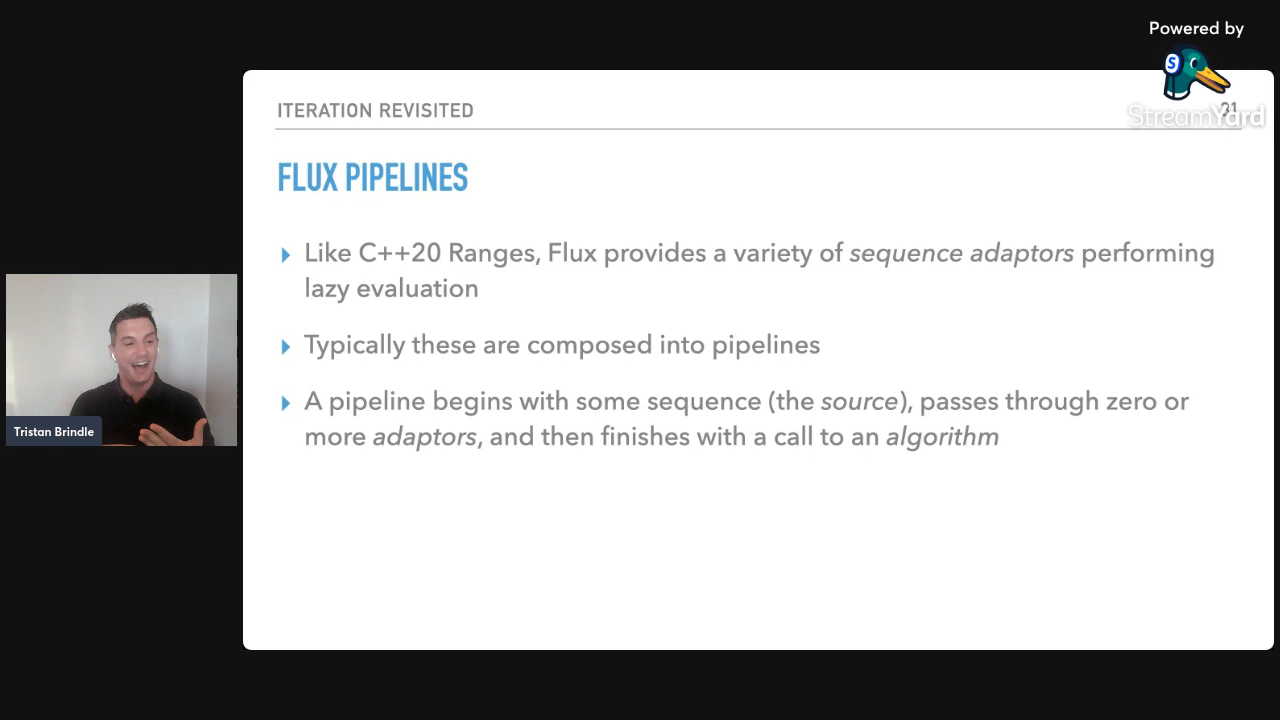 Powered by
StreamYard
ITERATION REVISITED
31
FLUX PIPELINES
Like C++20 Ranges, Flux provides a variety of sequence adaptors performing
lazy evaluation
Typically these are composed into pipelines
A pipeline begins with some sequence (the source), passes through zero or
more adaptors, and then finishes with a call to an algorithm
Tristan Brindle